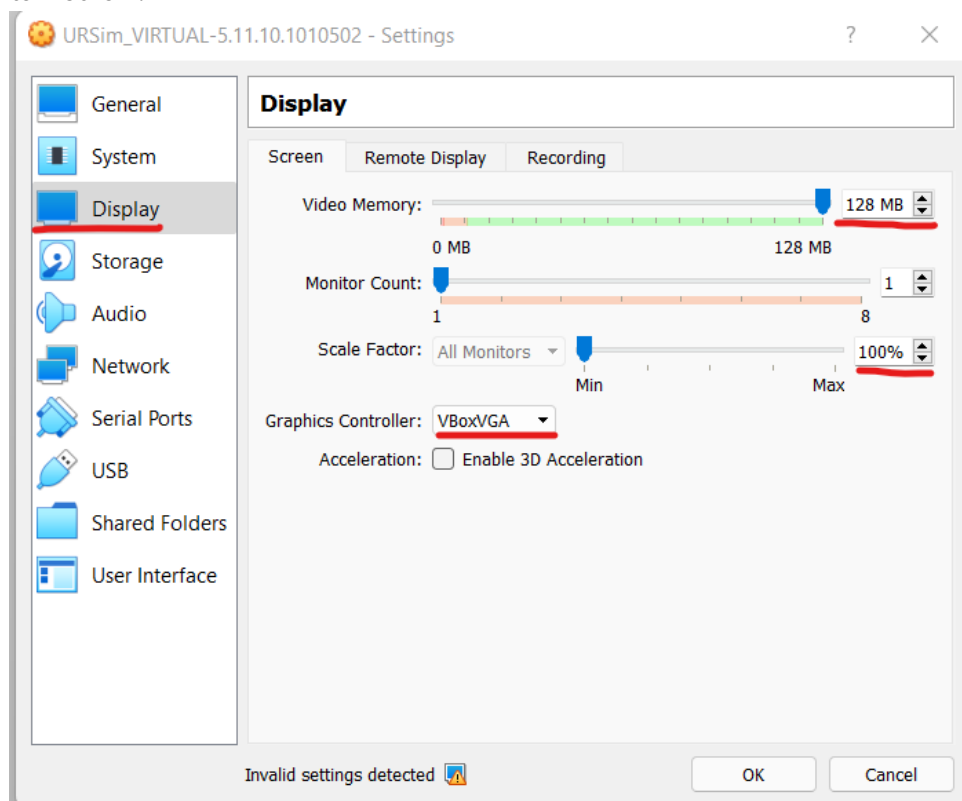 URSim_VIRTUAL-5.11.10.1010502 - Settings ? ×
General
System
Display
Storage
Audio
Network
Serial Ports
USB
Shared Folders
User Interface
Display
Screen Remote Display Recording
Video Memory: 128 MB
0 MB 128 MB
Monitor Count: 1
1 8
Scale Factor: All Monitors 100%
Min Max
Graphics Controller: VBoxVGA
Acceleration: Enable 3D Acceleration
Invalid settings detected OK Cancel